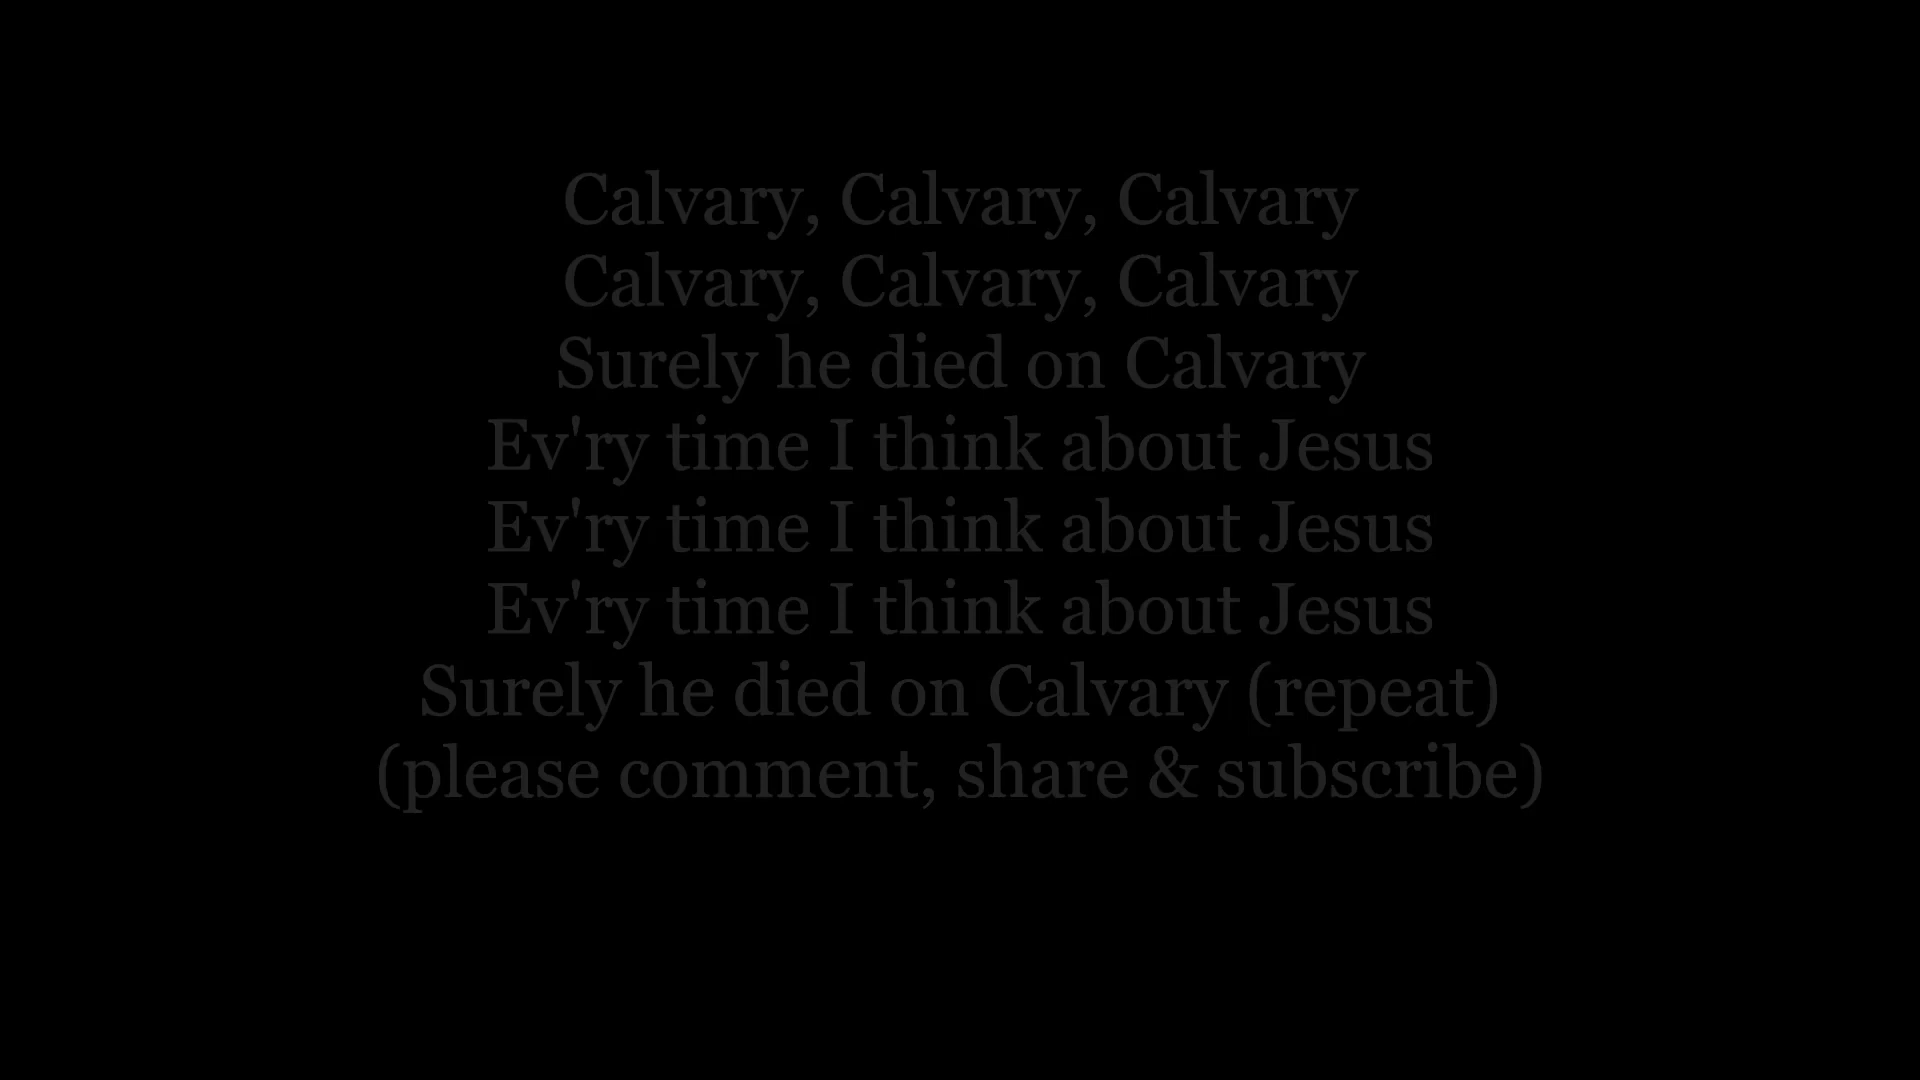 Calvary, Calvary, Calvary
Calvary, Calvary, Calvary
Surely he died on Calvary
Ev'ry time I think about Jesus
Ev'ry time I think about Jesus
Ev'ry time I think about Jesus
Surely he died on Calvary (repeat)
(please comment, share & subscribe)